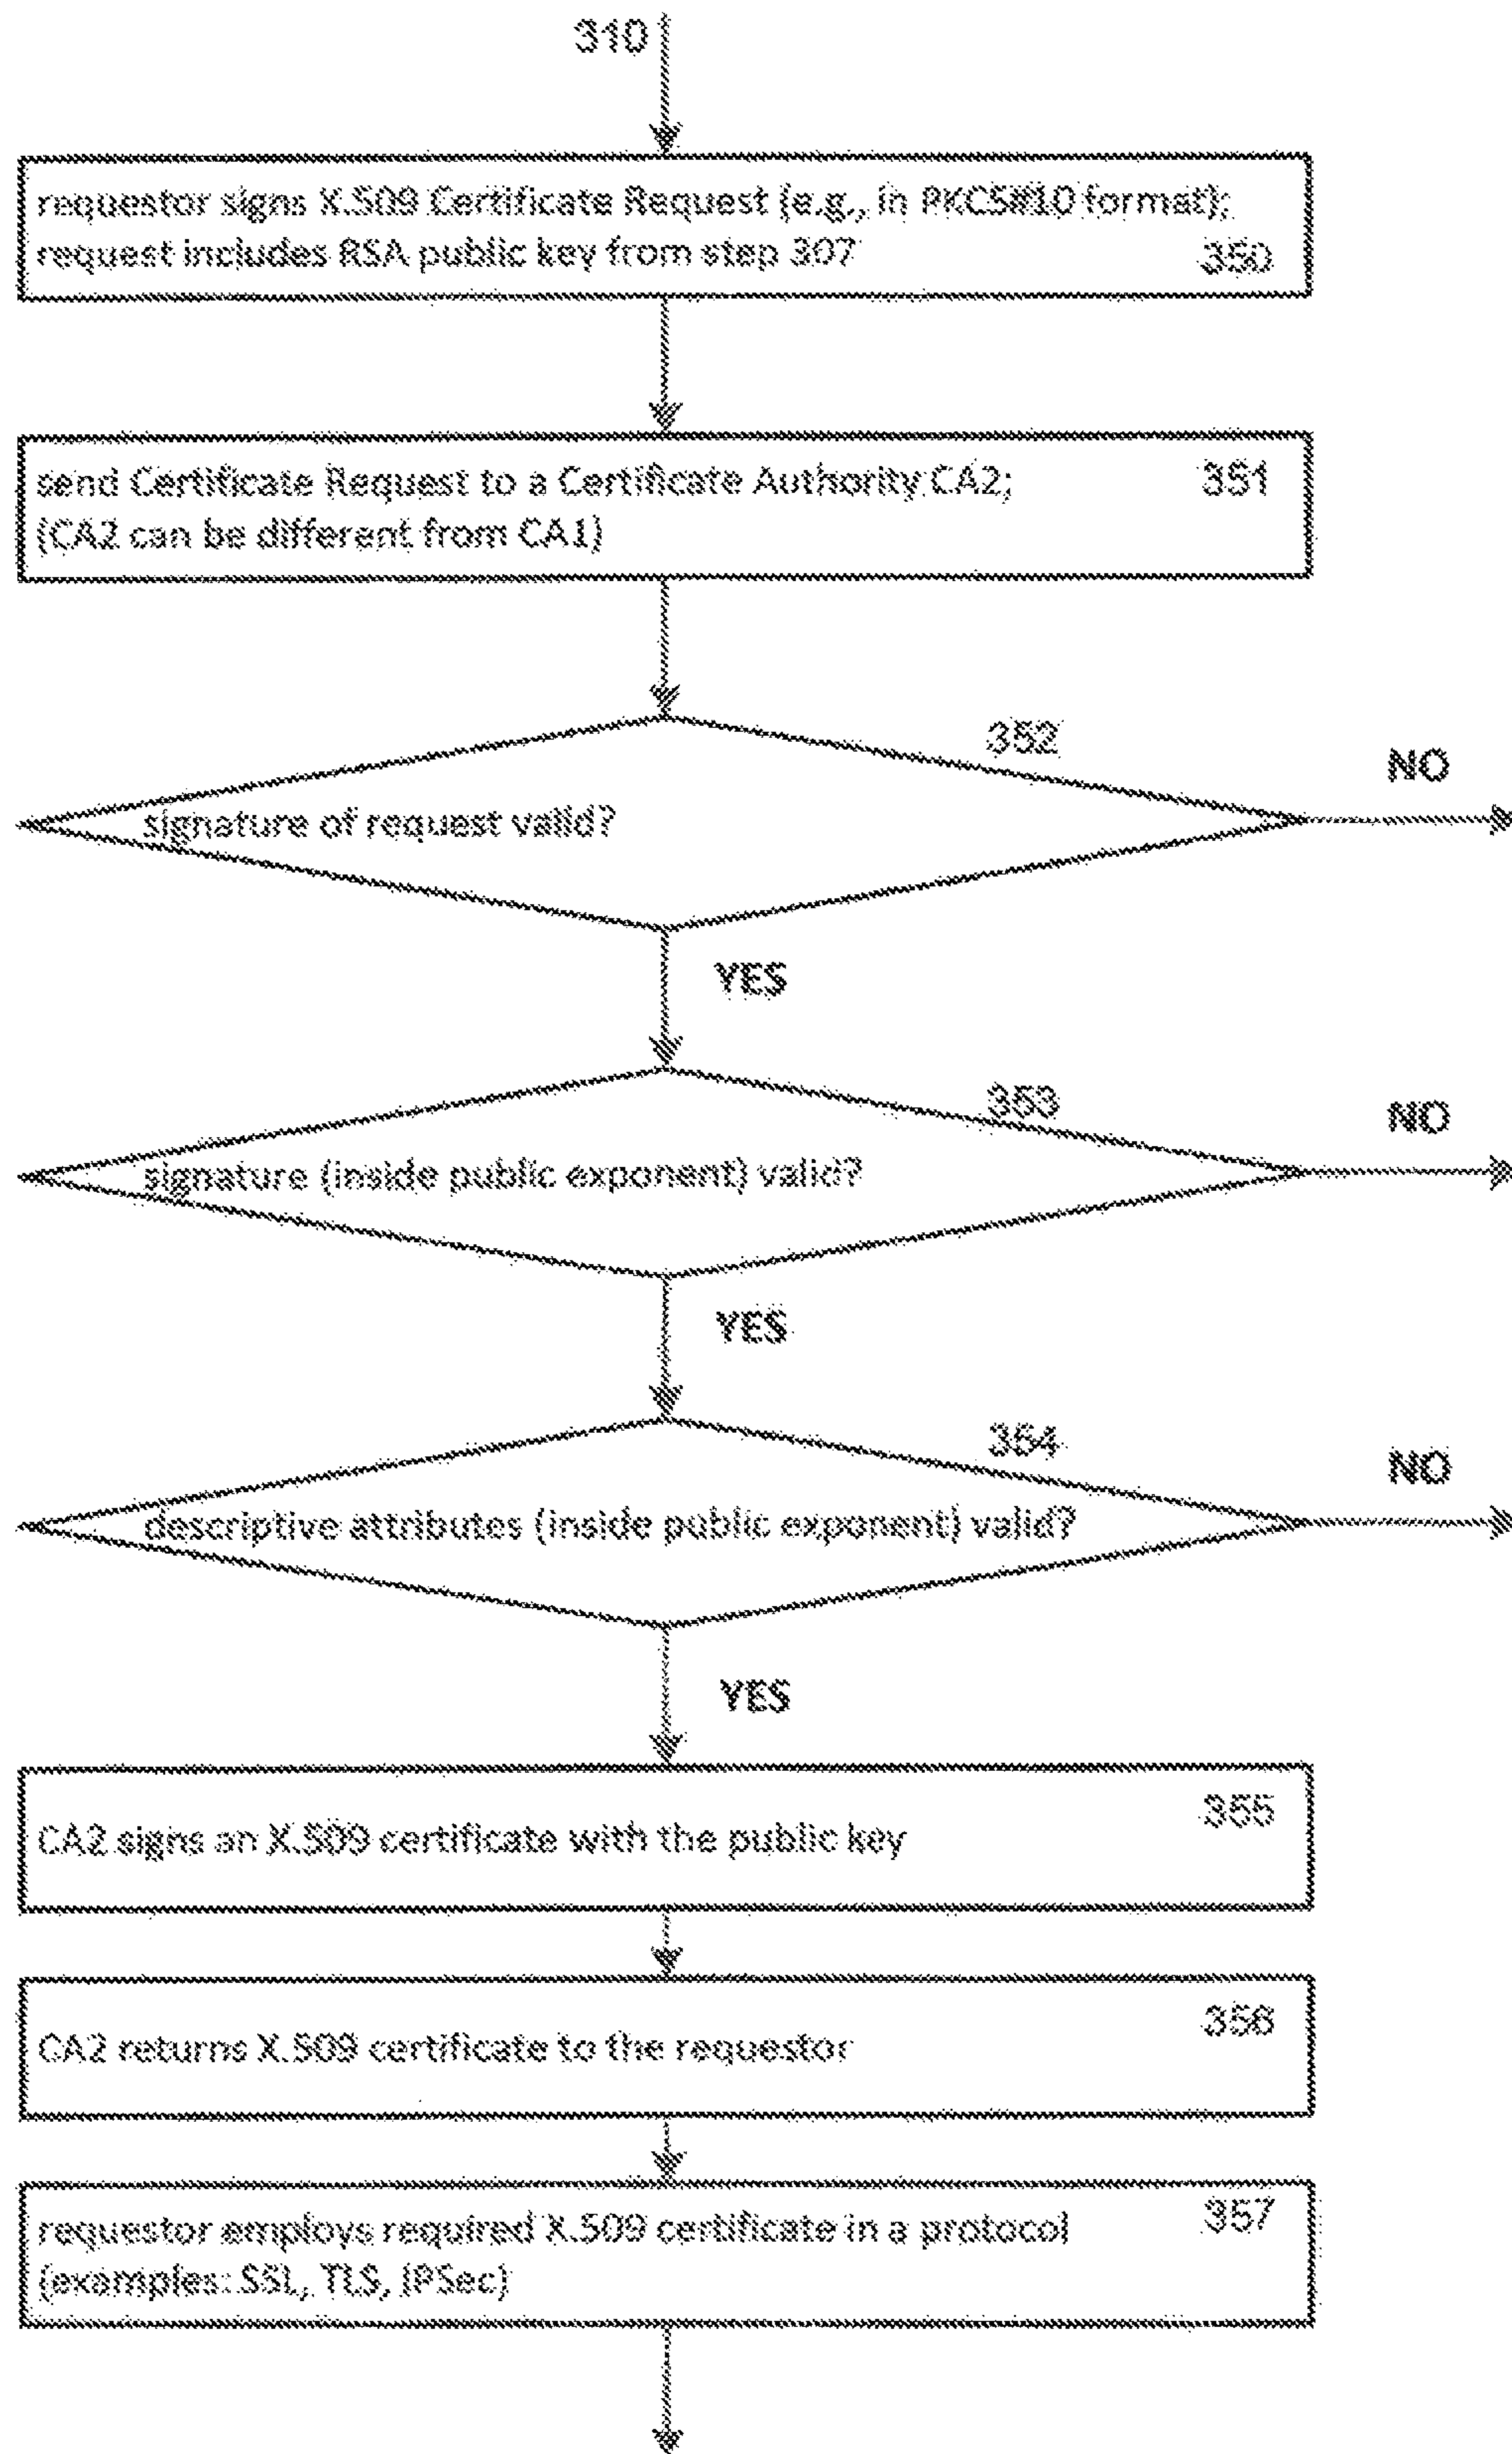 310
requestor signs X.509 Certificate Request (e.g., in PKCS#10 format);
request includes RSA public key from step 307
350
send Certificate Request to a Certificate Authority CA2;
351
(CA2 can be different from CA1)
352
NO
signature of request valid?
YES
353
NO
signature (inside public exponent) valid?
YES
354
NO
descriptive attributes (inside public exponent) valid?
YES
355
CA2 signs an X.509 certificate with the public key
356
CA2 returns X.509 certificate to the requestor
requestor employs required X.509 certificate in a protocol
357
(examples: SSL, TLS, IPSec)